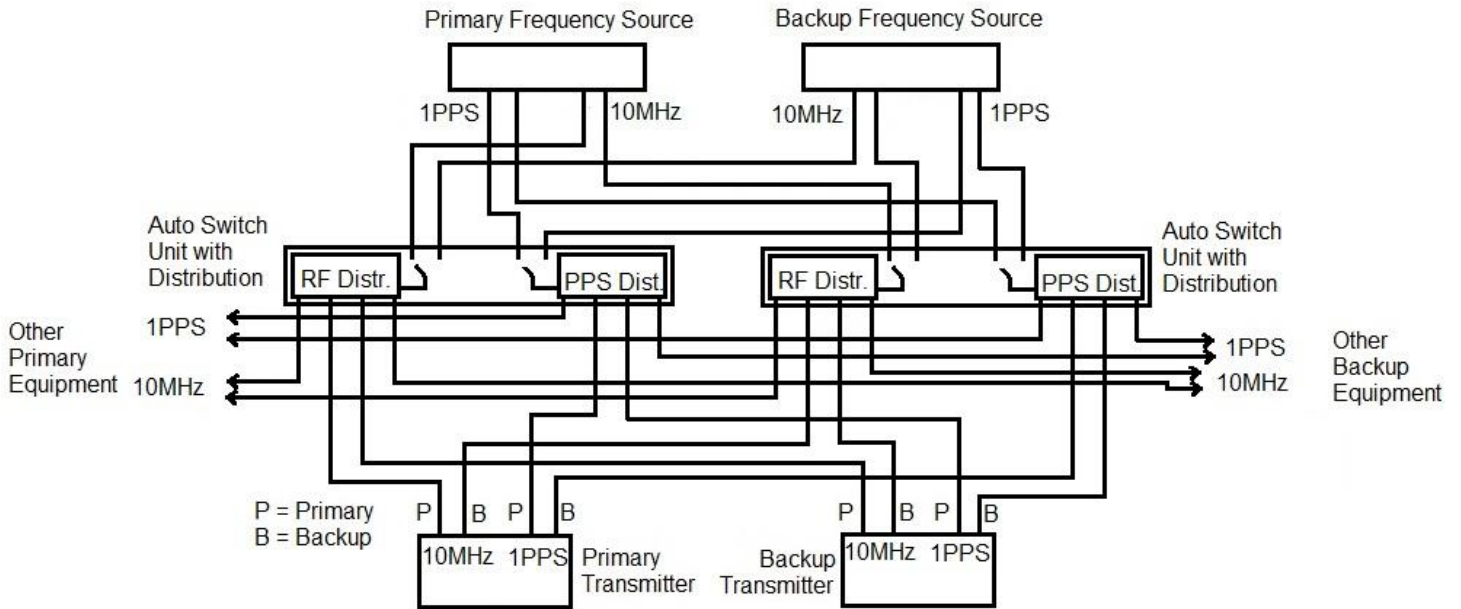 Primary Frequency Source
Backup Frequency Source
1PPS
10MHz
10MHz
1PPS
Auto Switch
Unit with
Distribution
RF Distr.
PPS Dist.
RF Distr.
PPS Dist.
Auto Switch
Unit with
Distribution
Other
Primary
Equipment
1PPS
10MHz
1PPS
10MHz
Other
Backup
Equipment
P = Primary
B = Backup
P
B
P
B
10MHz
1PPS
Primary
Transmitter
P
B
P
B
Backup
Transmitter
10MHz
1PPS